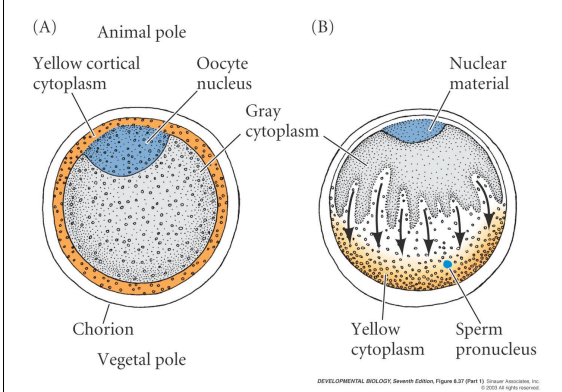 (A)
Animal pole
Yellow cortical
cytoplasm
Oocyte
nucleus
Gray
cytoplasm
Chorion
Vegetal pole
(B)
Nuclear
material
Yellow
cytoplasm
Sperm
pronucleus
DEVELOPMENTAL BIOLOGY, Seventh Edition, Figure 8.37 (Part 1) Sinauer Associates, Inc.
© 2003 All rights reserved.